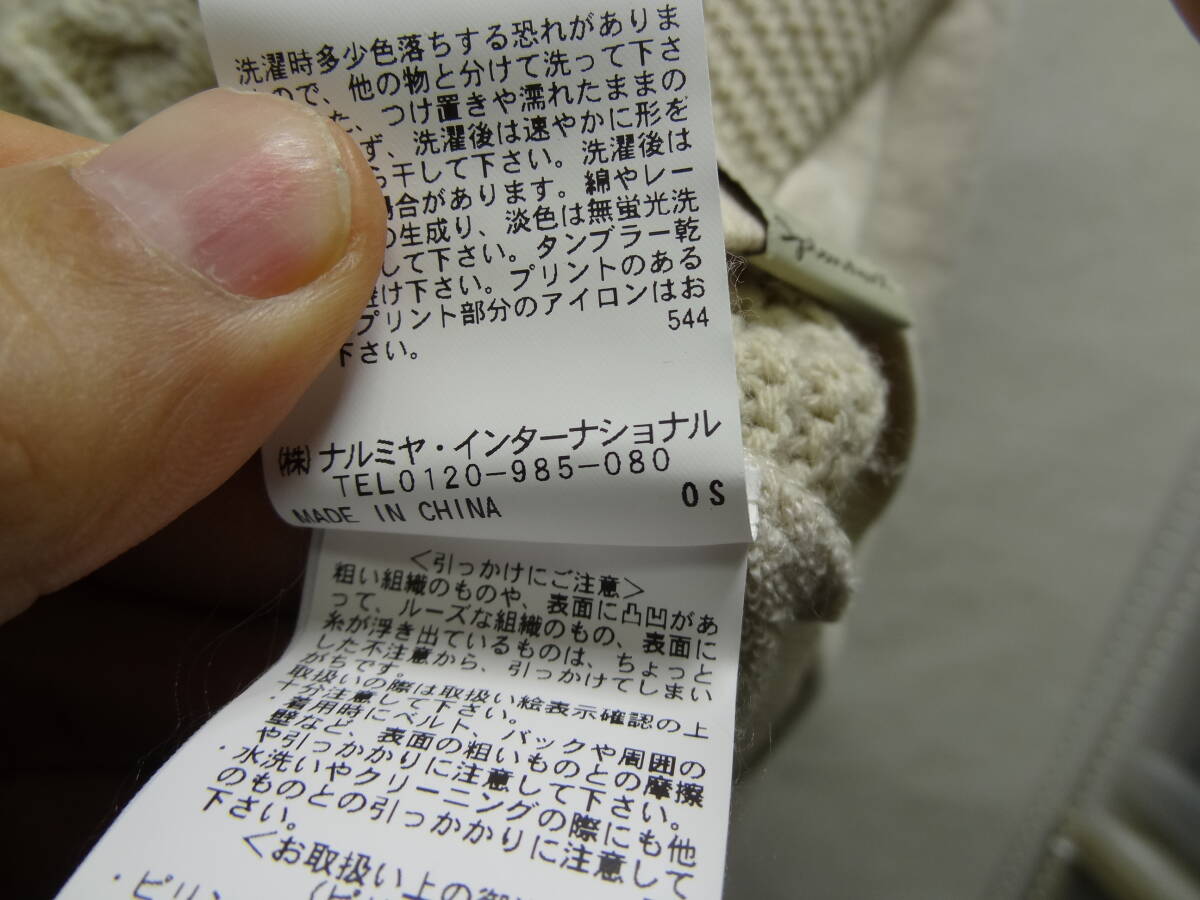 洗濯時多少色落ちする恐れがありま
ので、他の物と分けて洗って下さ
た、つけ置きや濡れたままの
ず、洗濯後は速やかに形を
ら干して下さい。洗濯後は
場合があります。綿やレー
の生成り、淡色は無蛍光洗
して下さい。タンブラー乾
避け下さい。プリントのある
プリント部分のアイロンはお
下さい。
544
(株)ナルミヤ・インターナショナル
TEL0120-985-080
MADE IN CHINA
OS
<引っかけにご注意>
粗い組織のものや、表面に凸凹があ
って、ルーズな組織のもの、表面に
糸が浮き出ているものは、ちょっと
した不注意から、引っかけてしまい
がちです。
取扱いの際は取扱い絵表示確認の上
十分注意して下さい。
・着用時にベルト、バックや周囲の
壁など、表面の粗いものとの摩擦
や引っかかりに注意して下さい。
・水洗いやクリーニングの際にも他
のものとの引っかかりに注意して
下さい。
<お取扱い上の御
・ピリン